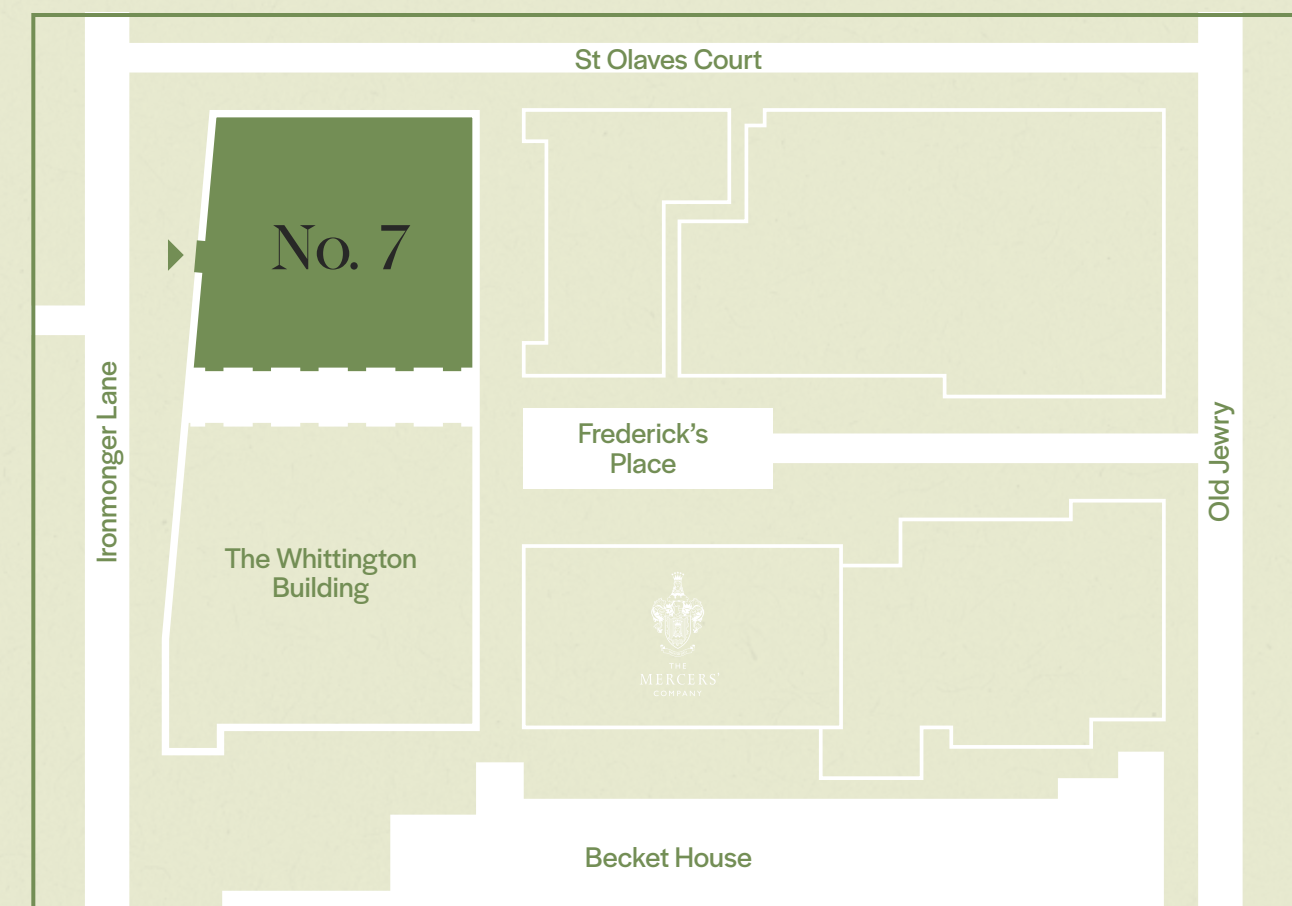 St Olaves Court
No. 7
Ironmonger Lane
Frederick’s
Place
Old Jewry
The Whittington
Building
THE
MERCERS’
COMPANY
Becket House